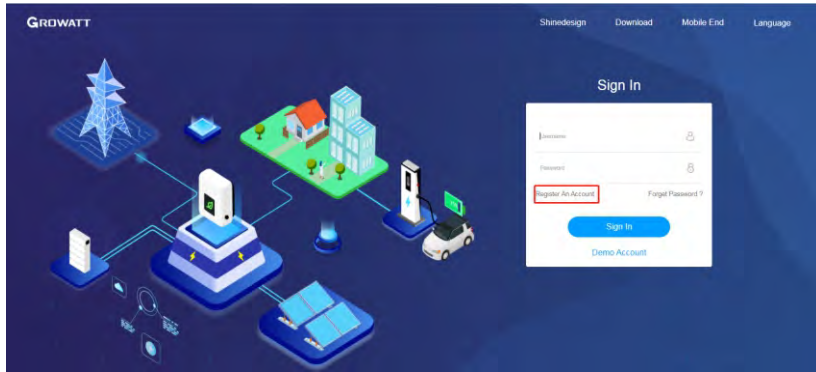 GROWATT
Shinedesign Download Mobile End Language
Sign In
Username
Password
Register An Account Forget Password ?
Sign In
Demo Account